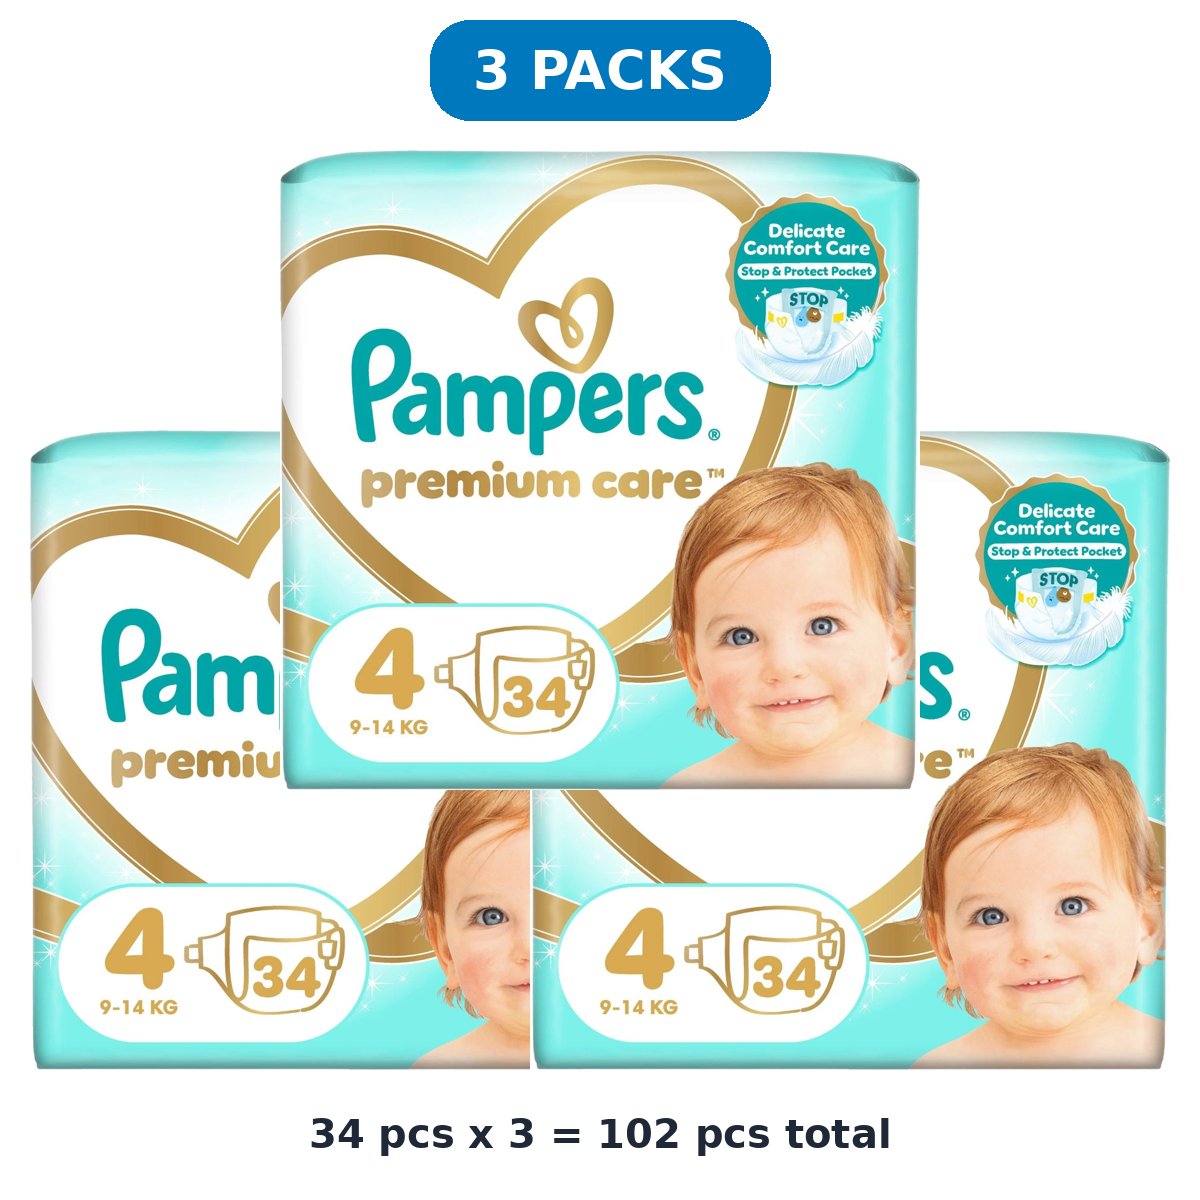 3 PACKS
Delicate
Comfort Care
Stop & Protect Pocket
STOP
Pampers®
premium care™
4
34
9-14 KG
Pam
premiu
4
34
9-14 KG
Delicate
Comfort Care
Stop & Protect Pocket
STOP
s®
e™
4
34
9-14 KG
34 pcs x 3 = 102 pcs total